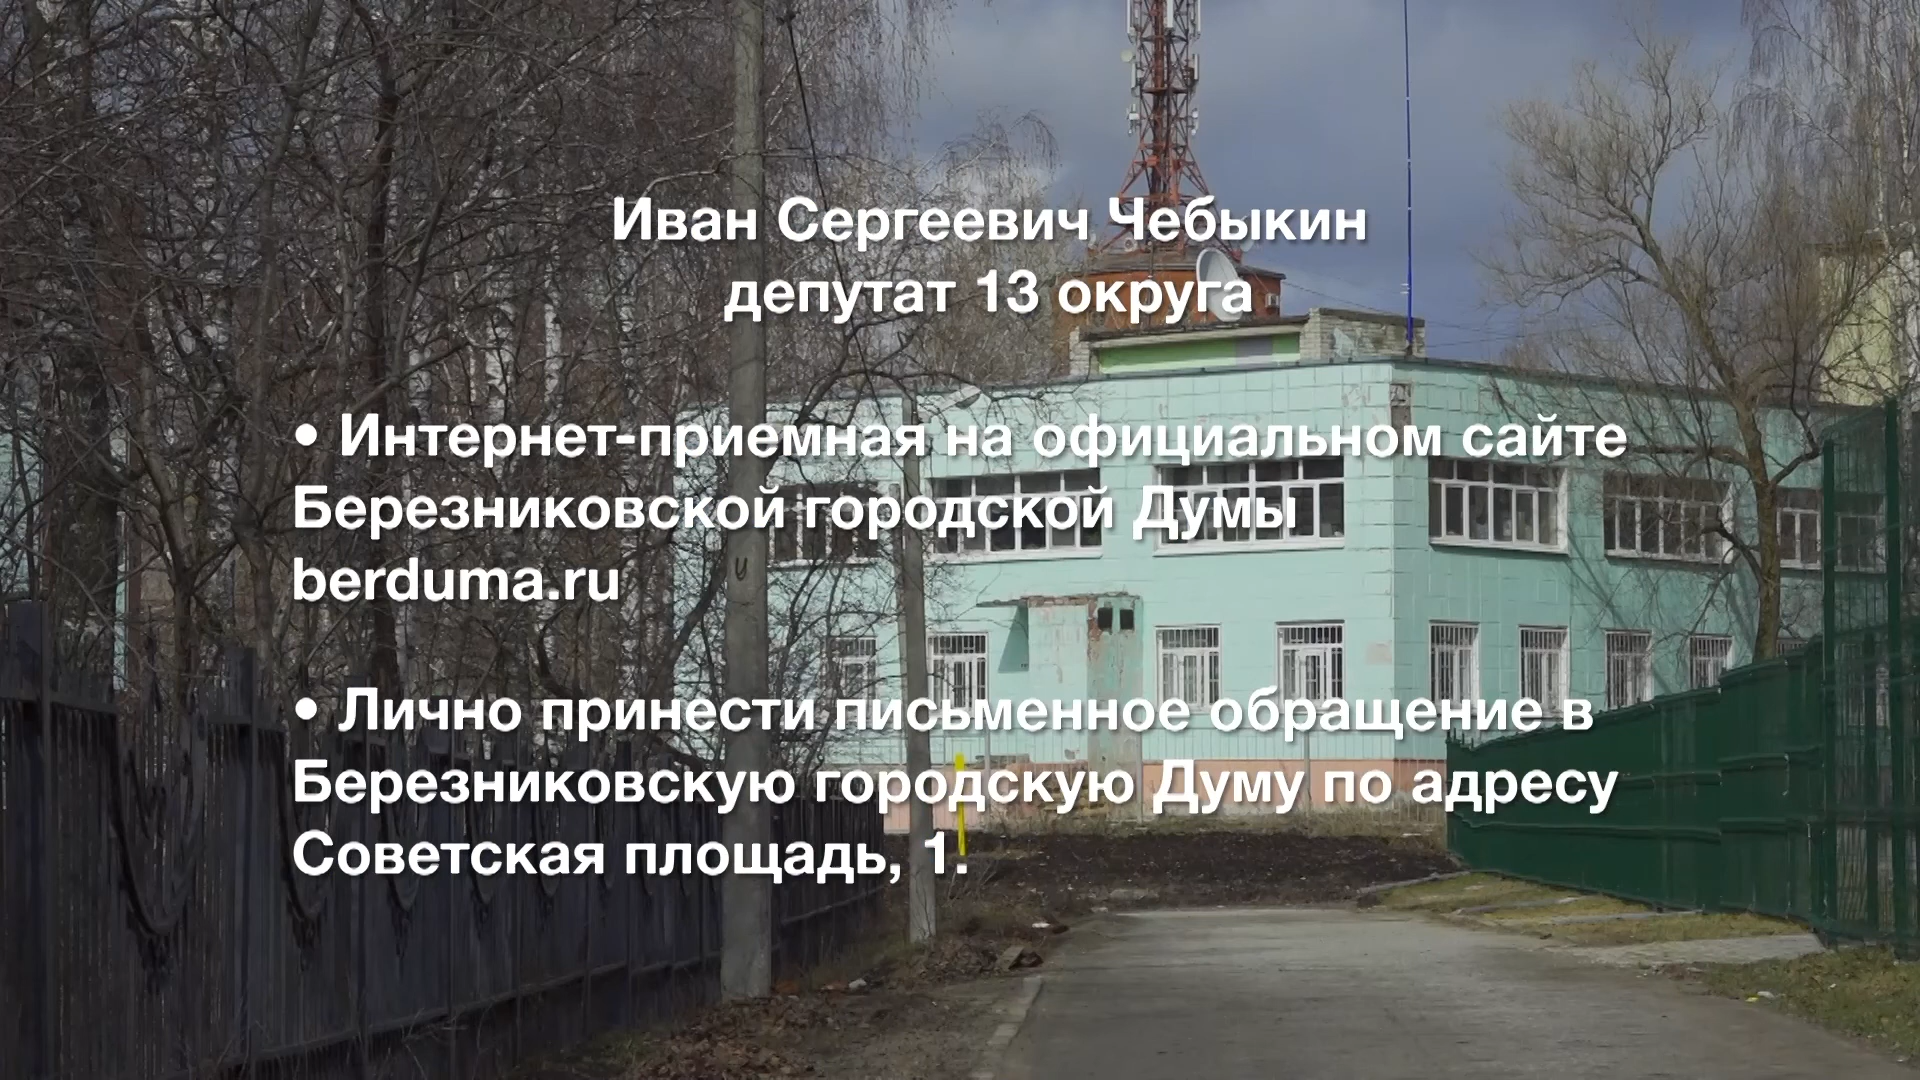 Иван Сергеевич Чебыкин
депутат 13 округа
• Интернет-приемная на официальном сайте
Березниковской городской Думы
berduma.ru
• Лично принести письменное обращение в
Березниковскую городскую Думу по адресу
Советская площадь, 1.